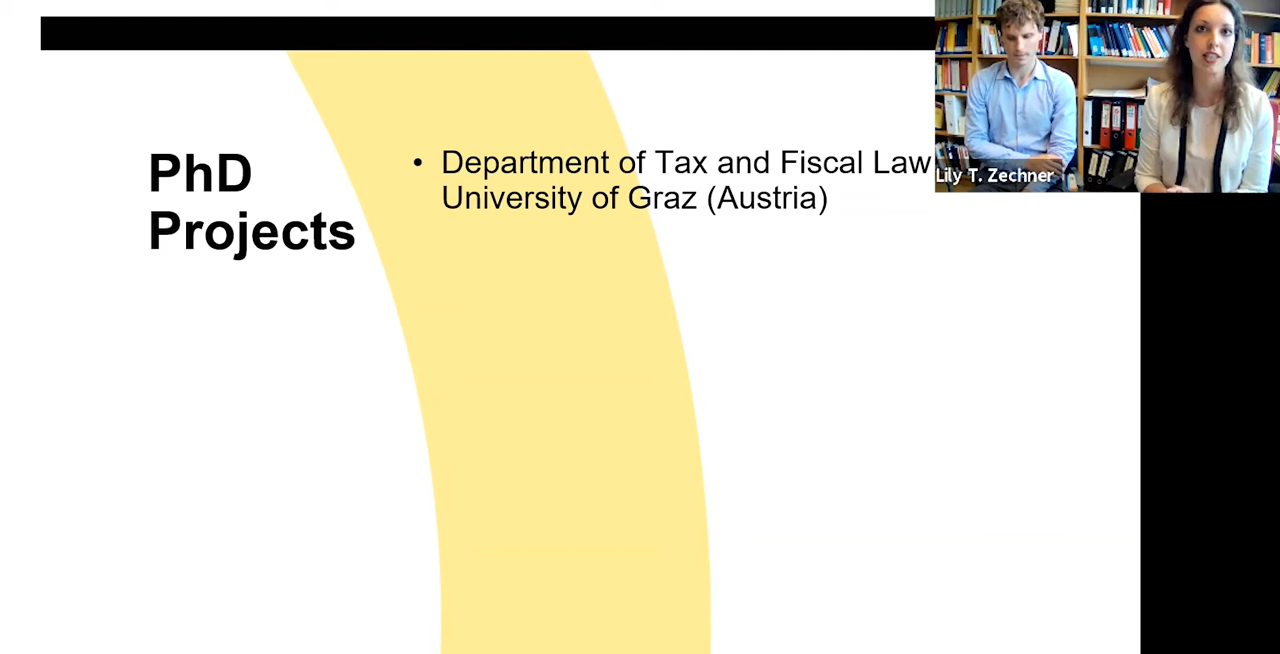 PhD
Projects
• Department of Tax and Fiscal Law
University of Graz (Austria)
Lily T. Zechner